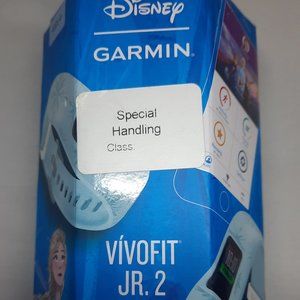 DISNEY
GARMIN
Special
Handling
Class.
VÍVOFIT
JR. 2